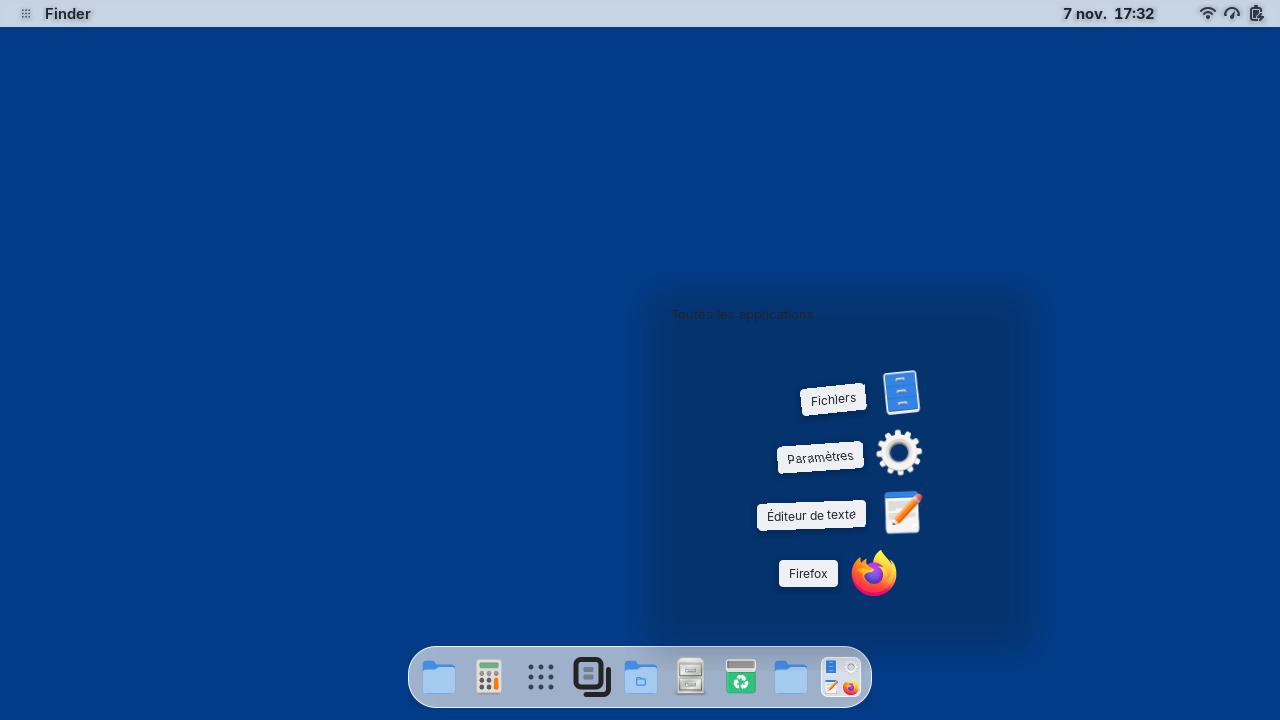 Finder
7 nov. 17:32
Toutes les applications
Fichiers
Paramètres
Éditeur de texte
Firefox